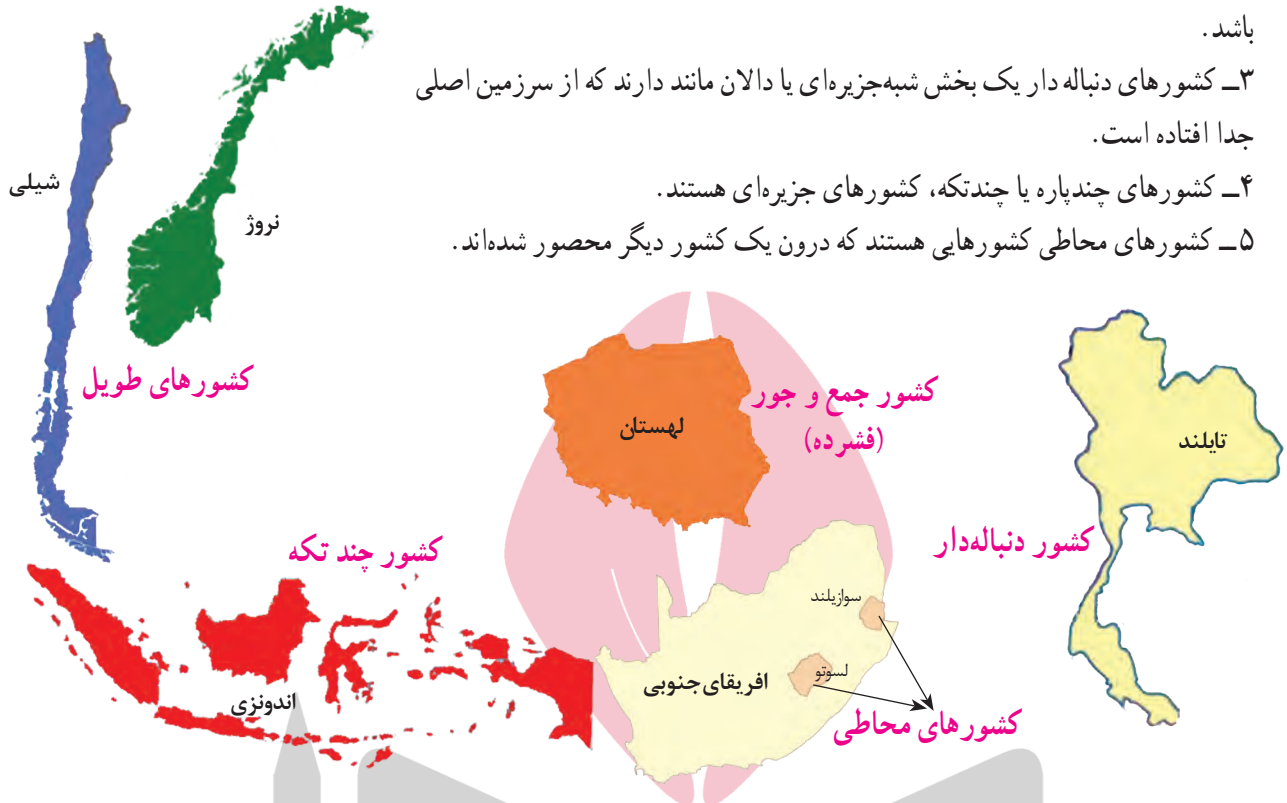 باشد.
۳ــ کشورهای دنباله دار یک بخش شبه‌جزیره‌ای یا دالان مانند دارند که از سرزمین اصلی
جدا افتاده است.
۴ــ کشورهای چندپاره یا چندتکه، کشورهای جزیره‌ای هستند.
۵ــ کشورهای محاطی کشورهایی هستند که درون یک کشور دیگر محصور شده‌اند.
شیلی
نروژ
کشورهای طویل
کشور جمع و جور
(فشرده)
لهستان
تایلند
کشور دنباله‌دار
کشور چند تکه
اندونزی
سوازیلند
لسوتو
افریقای جنوبی
کشورهای محاطی